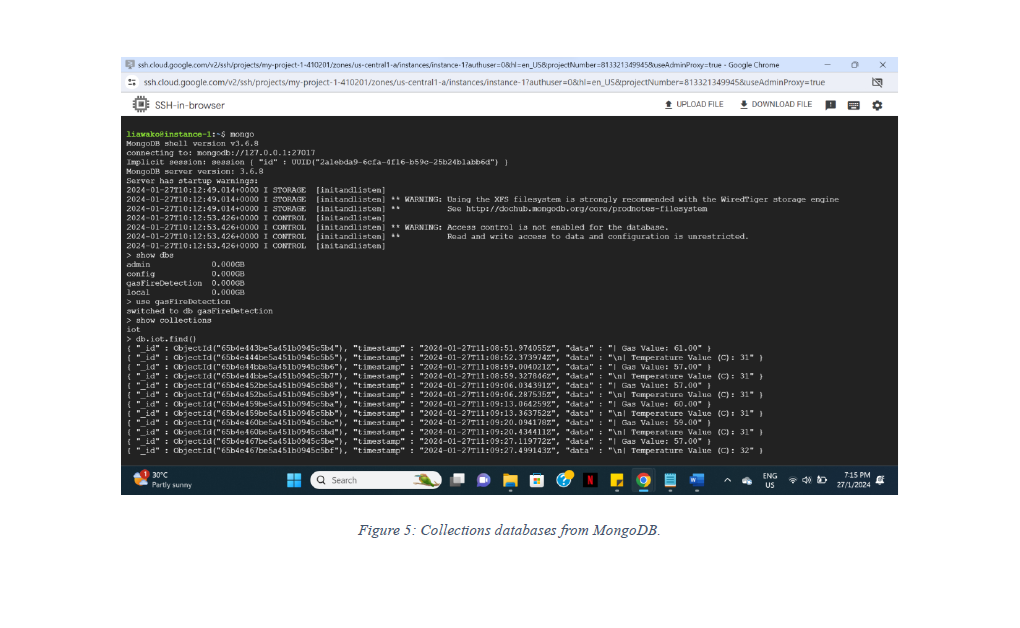 ssh.cloud.google.com/v2/ssh/projects/my-project-1-410201/zones/us-central1-a/instances/instance-1?authuser=0&hl=en_US&projectNumber=813321349945&useAdminProxy=true - Google Chrome
ssh.cloud.google.com/v2/ssh/projects/my-project-1-410201/zones/us-central1-a/instances/instance-1?authuser=0&hl=en_US&projectNumber=813321349945&useAdminProxy=true
SSH-in-browser
UPLOAD FILE
DOWNLOAD FILE
liawako@instance-1:~$ mongo
MongoDB shell version v3.6.8
connecting to: mongodb://127.0.0.1:27017
Implicit session: session { "id" : UUID("2alebda9-6cfa-4f16-b59c-25b24blabb6d") }
MongoDB server version: 3.6.8
Server has startup warnings:
2024-01-27T10:12:49.014+0000 I STORAGE  [initandlisten]
2024-01-27T10:12:49.014+0000 I STORAGE  [initandlisten] ** WARNING: Using the XFS filesystem is strongly recommended with the WiredTiger storage engine
2024-01-27T10:12:49.014+0000 I STORAGE  [initandlisten] **          See http://dochub.mongodb.org/core/prodnotes-filesystem
2024-01-27T10:12:53.426+0000 I CONTROL  [initandlisten]
2024-01-27T10:12:53.426+0000 I CONTROL  [initandlisten] ** WARNING: Access control is not enabled for the database.
2024-01-27T10:12:53.426+0000 I CONTROL  [initandlisten] **          Read and write access to data and configuration is unrestricted.
2024-01-27T10:12:53.426+0000 I CONTROL  [initandlisten]
> show dbs
admin             0.000GB
config            0.000GB
gasFireDetection  0.000GB
local             0.000GB
> use gasFireDetection
switched to db gasFireDetection
> show collections
iot
> db.iot.find()
{ "_id" : ObjectId("65b4e443be5a451b0945c5b4"), "timestamp" : "2024-01-27T11:08:51.974055Z", "data" : "| Gas Value: 61.00" }
{ "_id" : ObjectId("65b4e444be5a451b0945c5b5"), "timestamp" : "2024-01-27T11:08:52.373974Z", "data" : "\n| Temperature Value (C): 31" }
{ "_id" : ObjectId("65b4e44bbe5a451b0945c5b6"), "timestamp" : "2024-01-27T11:08:59.004021Z", "data" : "| Gas Value: 57.00" }
{ "_id" : ObjectId("65b4e44bbe5a451b0945c5b7"), "timestamp" : "2024-01-27T11:08:59.327846Z", "data" : "\n| Temperature Value (C): 31" }
{ "_id" : ObjectId("65b4e452be5a451b0945c5b8"), "timestamp" : "2024-01-27T11:09:06.034391Z", "data" : "| Gas Value: 57.00" }
{ "_id" : ObjectId("65b4e452be5a451b0945c5b9"), "timestamp" : "2024-01-27T11:09:06.287535Z", "data" : "\n| Temperature Value (C): 31" }
{ "_id" : ObjectId("65b4e459be5a451b0945c5ba"), "timestamp" : "2024-01-27T11:09:13.064259Z", "data" : "| Gas Value: 60.00" }
{ "_id" : ObjectId("65b4e459be5a451b0945c5bb"), "timestamp" : "2024-01-27T11:09:13.363752Z", "data" : "\n| Temperature Value (C): 31" }
{ "_id" : ObjectId("65b4e460be5a451b0945c5bc"), "timestamp" : "2024-01-27T11:09:20.094178Z", "data" : "| Gas Value: 59.00" }
{ "_id" : ObjectId("65b4e460be5a451b0945c5bd"), "timestamp" : "2024-01-27T11:09:20.434411Z", "data" : "\n| Temperature Value (C): 31" }
{ "_id" : ObjectId("65b4e467be5a451b0945c5be"), "timestamp" : "2024-01-27T11:09:27.119772Z", "data" : "| Gas Value: 57.00" }
{ "_id" : ObjectId("65b4e467be5a451b0945c5bf"), "timestamp" : "2024-01-27T11:09:27.499143Z", "data" : "\n| Temperature Value (C): 32" }
1
30°C
Partly sunny
Search
ENG
US
7:15 PM
27/1/2024
Figure 5: Collections databases from MongoDB.